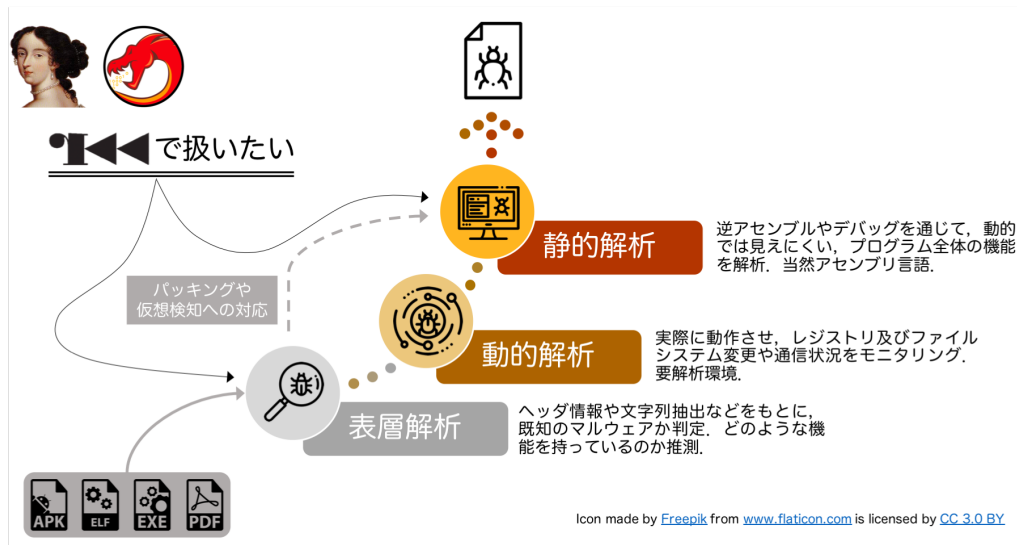 で扱いたい
静的解析
逆アセンブルやデバッグを通じて，動的
では見えにくい，プログラム全体の機能
を解析．当然アセンブリ言語．
パッキングや
仮想検知への対応
動的解析
実際に動作させ，レジストリ及びファイル
システム変更や通信状況をモニタリング．
要解析環境．
表層解析
ヘッダ情報や文字列抽出などをもとに，
既知のマルウェアか判定．どのような機
能を持っているのか推測．
APK
ELF
EXE
PDF
Icon made by Freepik from www.flaticon.com is licensed by CC 3.0 BY